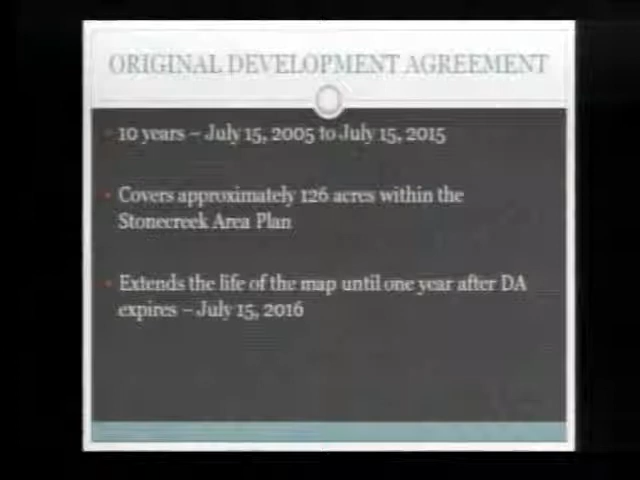 ORIGINAL DEVELOPMENT AGREEMENT
10 years – July 15, 2005 to July 15, 2015
Covers approximately 126 acres within the
Stonecreek Area Plan
Extends the life of the map until one year after DA
expires – July 15, 2016